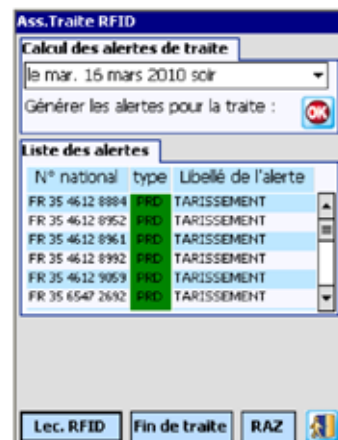 Ass.Traite RFID
Calcul des alertes de traite
le mar. 16 mars 2010 soir
Générer les alertes pour la traite :
OK
Liste des alertes
N° national type Libellé de l'alerte
FR 35 4612 8884 PRD TARISSEMENT
FR 35 4612 8952 PRD TARISSEMENT
FR 35 4612 8961 PRD TARISSEMENT
FR 35 4612 8992 PRD TARISSEMENT
FR 35 4612 9059 PRD TARISSEMENT
FR 35 6547 2692 PRD TARISSEMENT
Lec. RFID Fin de traite RAZ